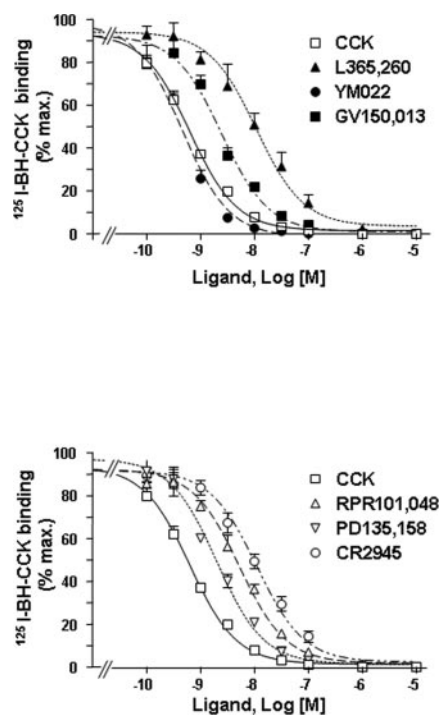 100
80
60
40
20
0
¹²⁵ I-BH-CCK binding
(% max.)
CCK
L365,260
YM022
GV150,013
-10 -9 -8 -7 -6 -5
Ligand, Log [M]
100
80
60
40
20
0
¹²⁵ I-BH-CCK binding
(% max.)
CCK
RPR101,048
PD135,158
CR2945
-10 -9 -8 -7 -6 -5
Ligand, Log [M]